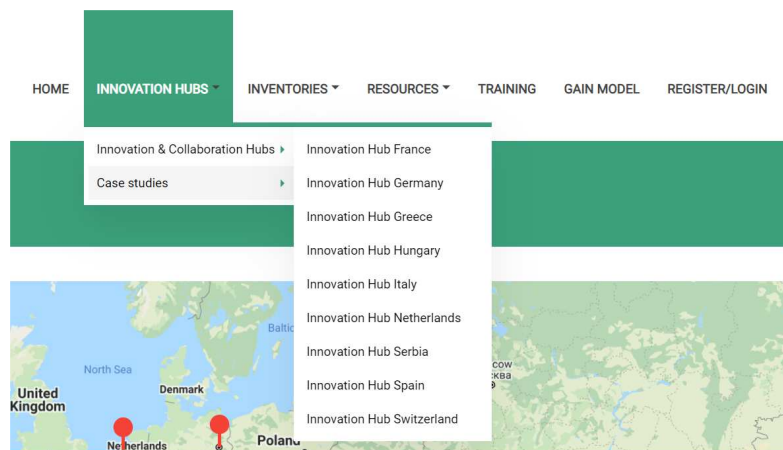 HOME
INNOVATION HUBS
INVENTORIES
RESOURCES
TRAINING
GAIN MODEL
REGISTER/LOGIN
Innovation & Collaboration Hubs
Case studies
Innovation Hub France
Innovation Hub Germany
Innovation Hub Greece
Innovation Hub Hungary
Innovation Hub Italy
Innovation Hub Netherlands
Innovation Hub Serbia
Innovation Hub Spain
Innovation Hub Switzerland
North Sea
Baltic
Denmark
United
Kingdom
Netherlands
Poland